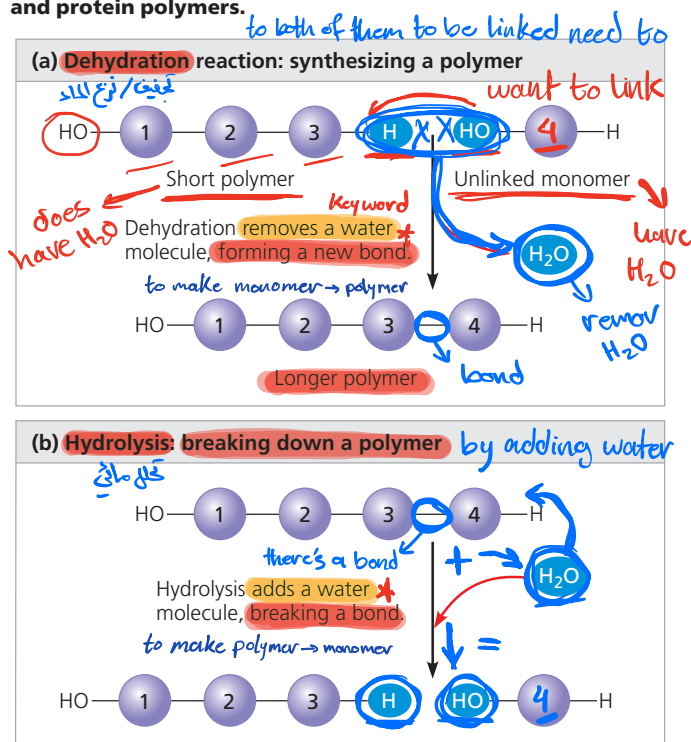 and protein polymers.
to both of them to be linked need to
(a) Dehydration reaction: synthesizing a polymer
تجفيف/نزع الماء
want to link
HO 1 2 3 H X X HO 4 H
Short polymer
Unlinked monomer
does
have H₂O
Keyword
have
H₂O
Dehydration removes a water
molecule, forming a new bond.
H₂O
to make monomer → polymer
remov
H₂O
HO 1 2 3 4 H
bond
Longer polymer
(b) Hydrolysis: breaking down a polymer by adding water
تحلل مائي
HO 1 2 3 4 H
there's a bond
+
H₂O
Hydrolysis adds a water
molecule, breaking a bond.
=
to make polymer → monomer
HO 1 2 3 H HO 4 H